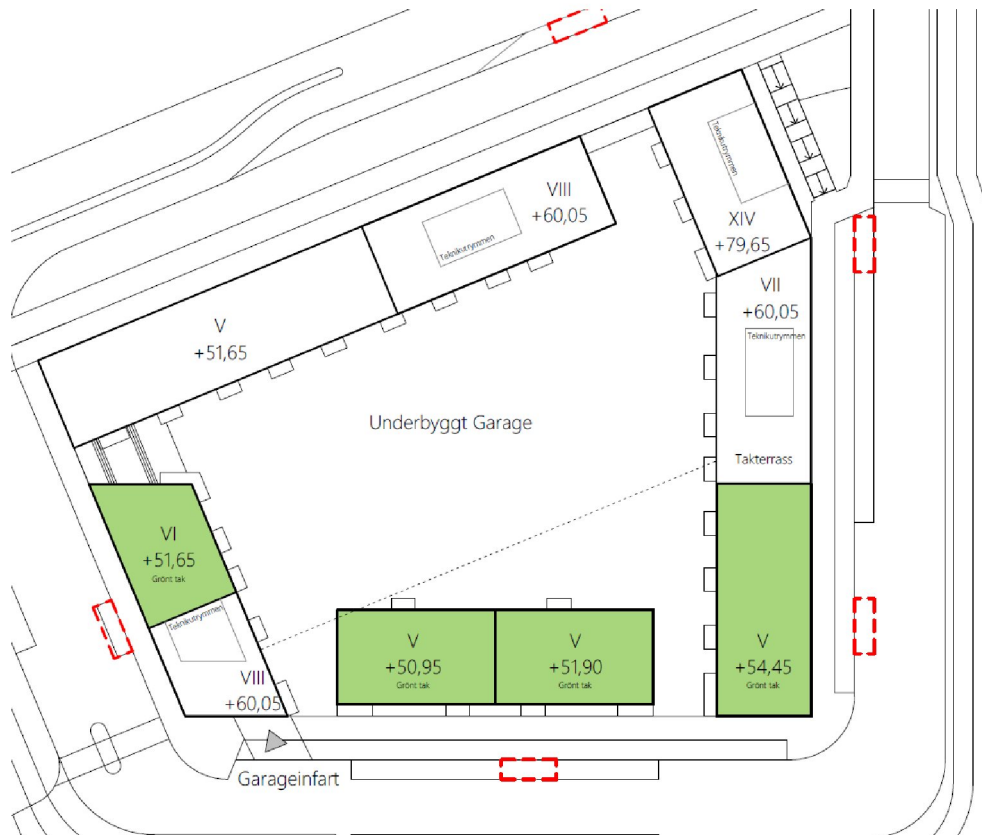 Teknikutrymmen
XIV
+79,65
VIII
+60,05
Teknikutrymmen
VII
+60,05
Teknikutrymmen
Takterrass
V
+51,65
Underbyggt Garage
VI
+51,65
Grönt tak
Teknikutrymmen
VIII
+60,05
V
+50,95
Grönt tak
V
+51,90
Grönt tak
V
+54,45
Grönt tak
Garageinfart